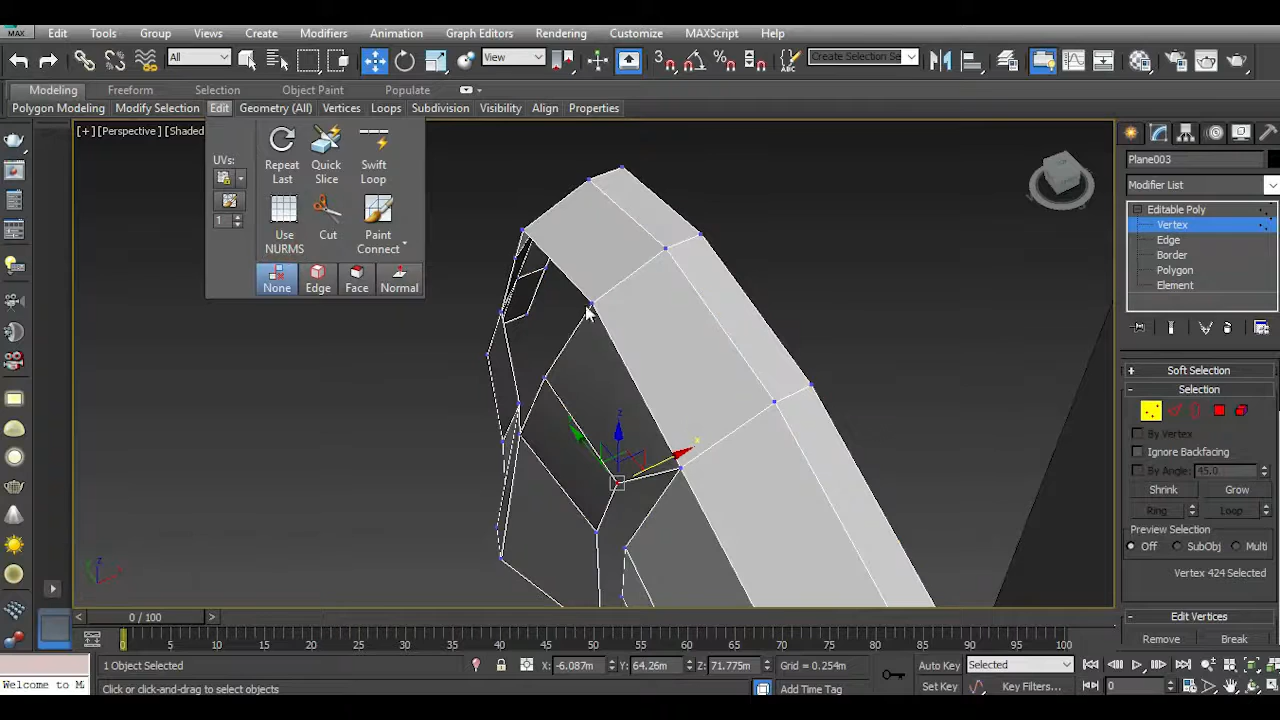 MAX
Edit Tools Group Views Create Modifiers Animation Graph Editors Rendering Customize MAXScript Help
All View Create Selection Se
Modeling Freeform Selection Object Paint Populate
Polygon Modeling Modify Selection Edit Geometry (All) Vertices Loops Subdivision Visibility Align Properties
[+] [Perspective] [Shaded
UVs:
1
Repeat Last
Quick Slice
Swift Loop
Use NURMS
Cut
Paint Connect
None Edge Face Normal
z
x
Plane003
Modifier List
Editable Poly
Vertex
Edge
Border
Polygon
Element
+ Soft Selection
- Selection
By Vertex
Ignore Backfacing
By Angle: 45.0
Shrink Grow
Ring Loop
Preview Selection
Off SubObj Multi
Vertex 424 Selected
- Edit Vertices
Remove Break
< 0 / 100 >
0 5 10 15 20 25 30 35 40 45 50 55 60 65 70 75 80 85 90 95 100
1 Object Selected X: -6.087m Y: 64.26m Z: 71.775m Grid = 0.254m Auto Key Selected
Welcome to M Click or click-and-drag to select objects Add Time Tag Set Key Key Filters... 0